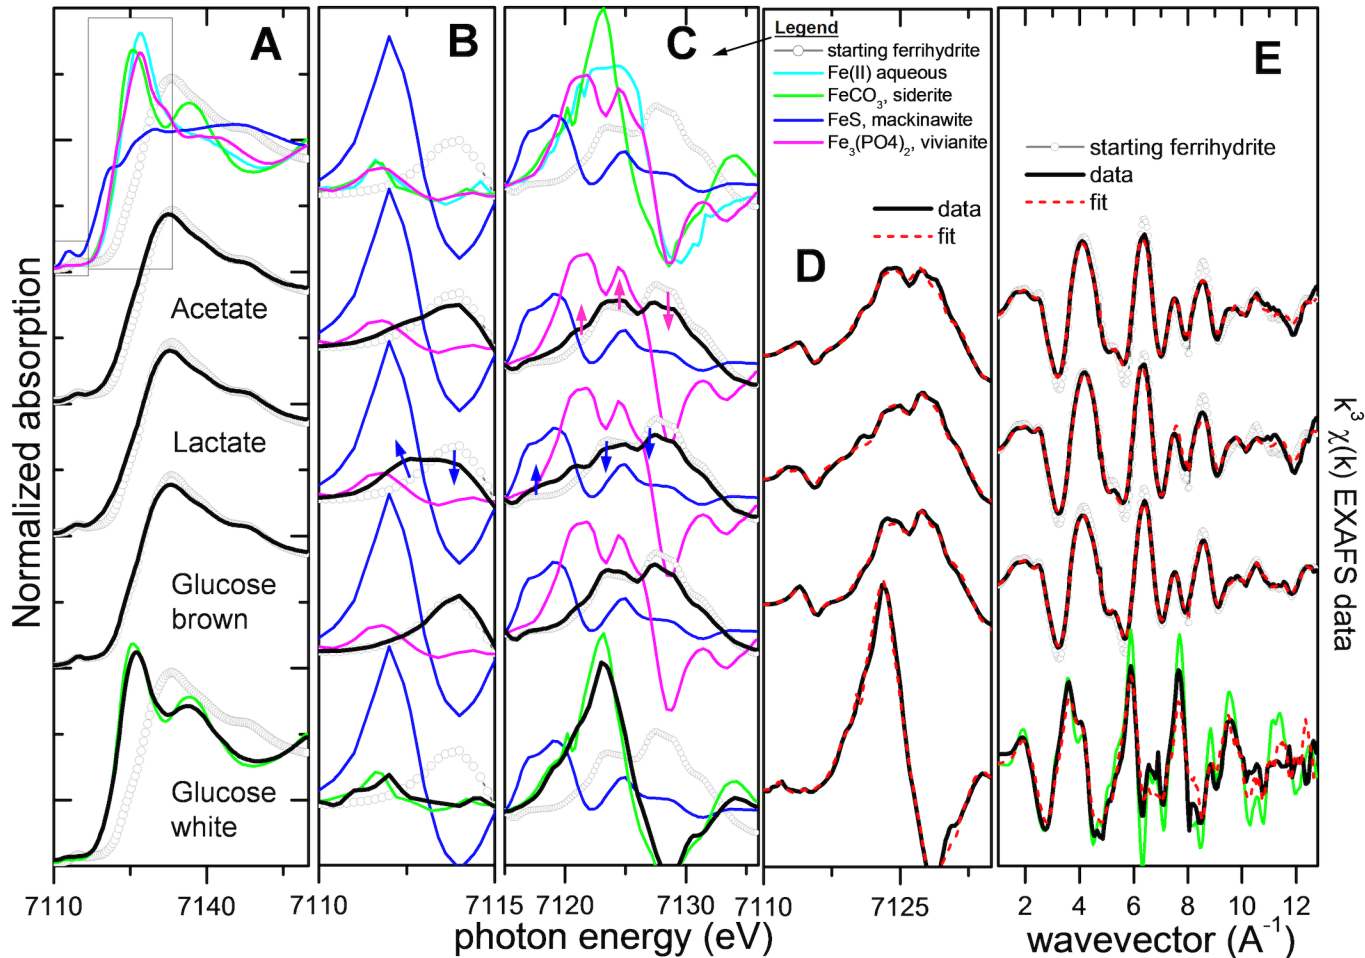 A
B
C
Legend
starting ferrihydrite
Fe(II) aqueous
FeCO3, siderite
FeS, mackinawite
Fe3(PO4)2, vivianite
data
fit
D
E
starting ferrihydrite
data
fit
Normalized absorption
Acetate
Lactate
Glucose
brown
Glucose
white
k3 χ(k) EXAFS data
7110 7140 7110 7115 7120 7130 7110 7125 2 4 6 8 10 12
photon energy (eV) wavevector (A-1)